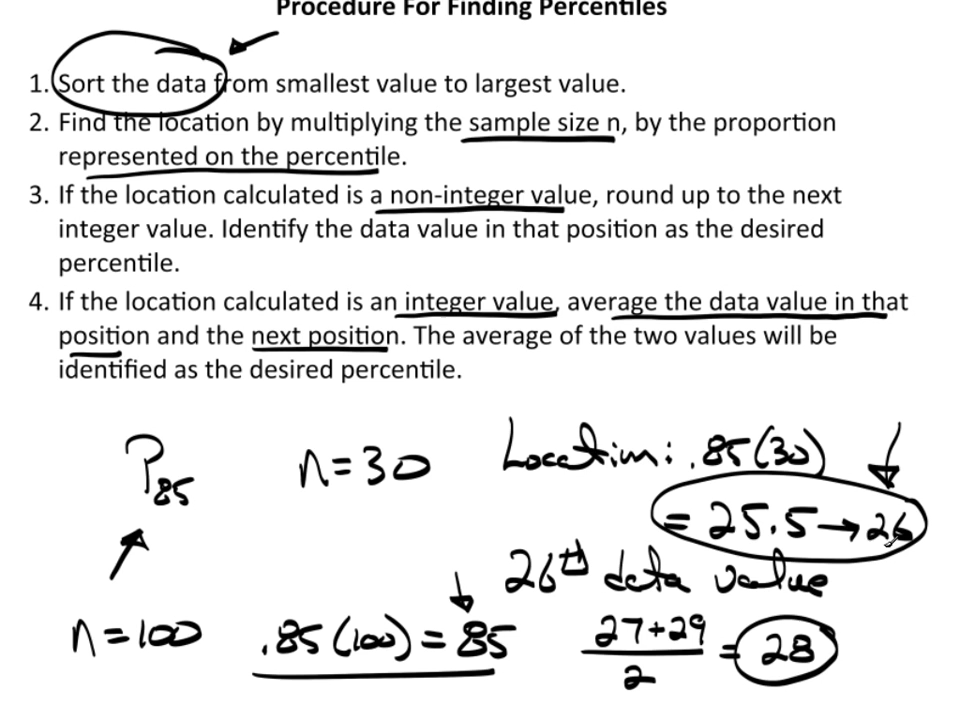 Procedure For Finding Percentiles
1. Sort the data from smallest value to largest value.
2. Find the location by multiplying the sample size n, by the proportion
represented on the percentile.
3. If the location calculated is a non-integer value, round up to the next
integer value. Identify the data value in that position as the desired
percentile.
4. If the location calculated is an integer value, average the data value in that
position and the next position. The average of the two values will be
identified as the desired percentile.
P85 n=30 Location: .85(30)
= 25.5→26
26th data value
n=100 .85(100)=85 27+29/2 = 28